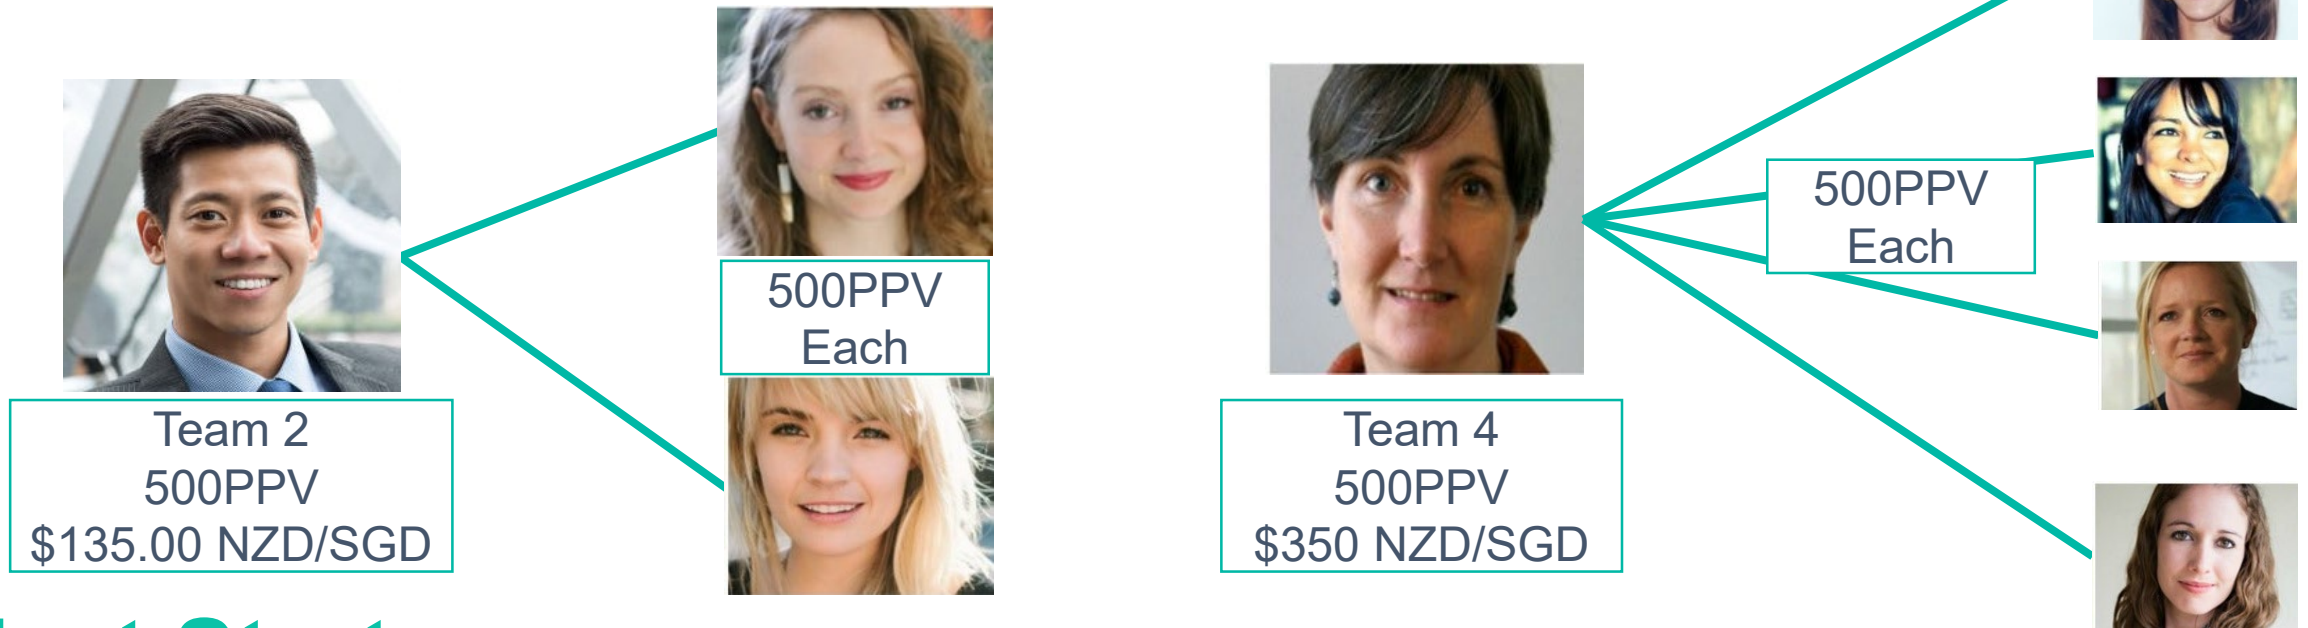 500PPV
Each
Team 2
500PPV
$135.00 NZD/SGD
500PPV
Each
Team 4
500PPV
$350 NZD/SGD